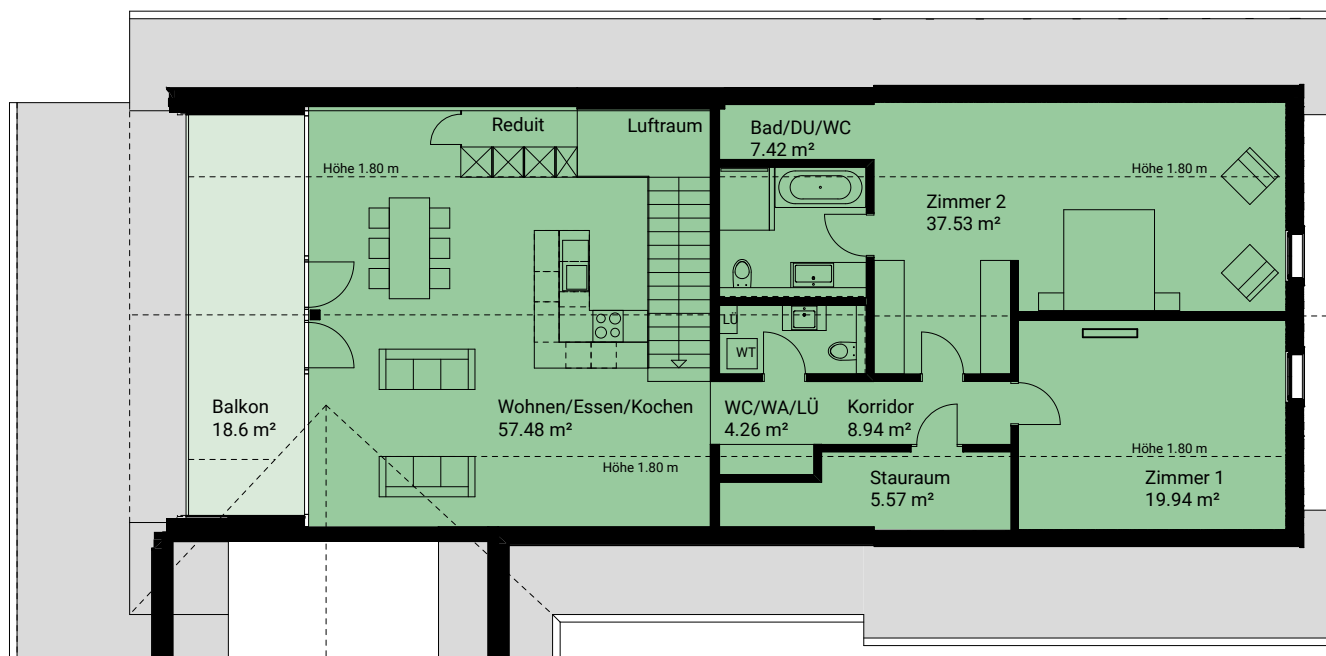 Reduit
Luftraum
Bad/DU/WC
7.42 m²
Höhe 1.80 m
Höhe 1.80 m
Zimmer 2
37.53 m²
LÜ
WT
Balkon
18.6 m²
Wohnen/Essen/Kochen
57.48 m²
WC/WA/LÜ
4.26 m²
Korridor
8.94 m²
Höhe 1.80 m
Höhe 1.80 m
Stauraum
5.57 m²
Zimmer 1
19.94 m²